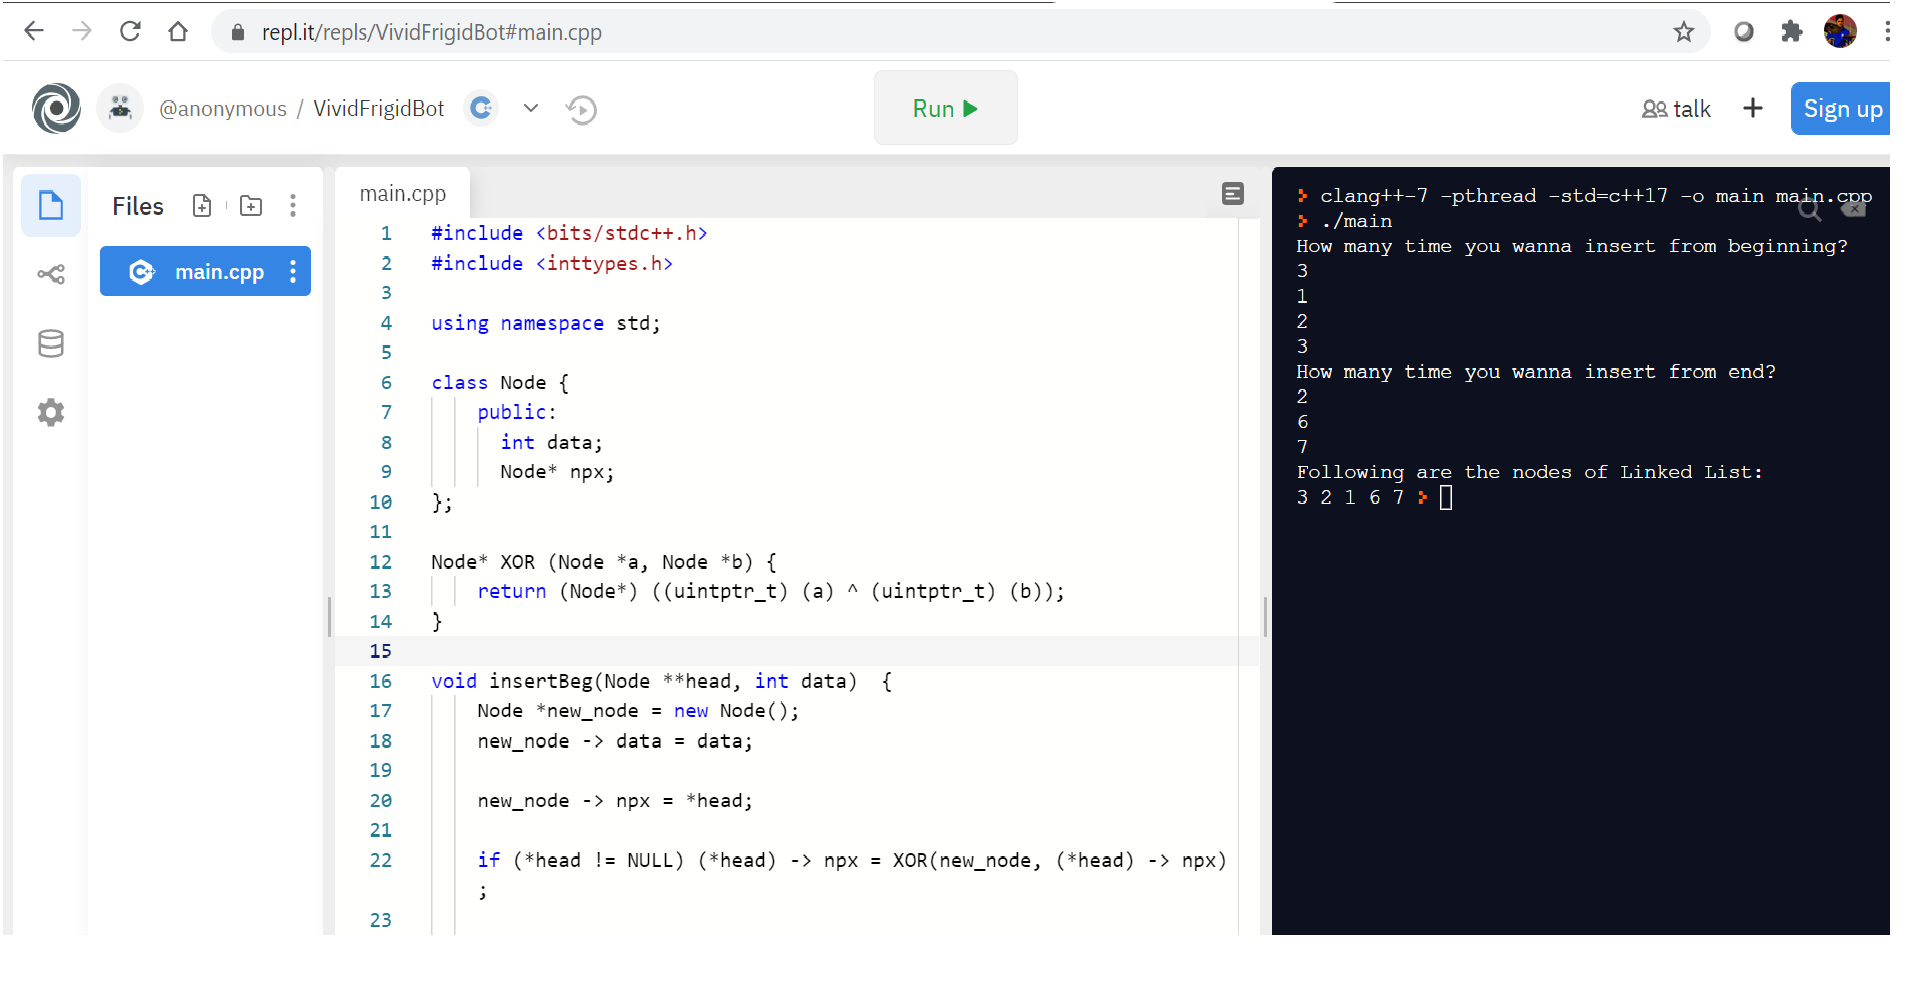 repl.it/repls/VividFrigidBot#main.cpp
@anonymous / VividFrigidBot
Run
talk
Sign up
Files
main.cpp
main.cpp
1 #include <bits/stdc++.h>
2 #include <inttypes.h>
3
4 using namespace std;
5
6 class Node {
7 public:
8 int data;
9 Node* npx;
10 };
11
12 Node* XOR (Node *a, Node *b) {
13 return (Node*) ((uintptr_t) (a) ^ (uintptr_t) (b));
14 }
15
16 void insertBeg(Node **head, int data)  {
17 Node *new_node = new Node();
18 new_node -> data = data;
19
20 new_node -> npx = *head;
21
22 if (*head != NULL) (*head) -> npx = XOR(new_node, (*head) -> npx)
;
23
clang++-7 -pthread -std=c++17 -o main main.cpp
./main
How many time you wanna insert from beginning?
3
1
2
3
How many time you wanna insert from end?
2
6
7
Following are the nodes of Linked List:
3 2 1 6 7